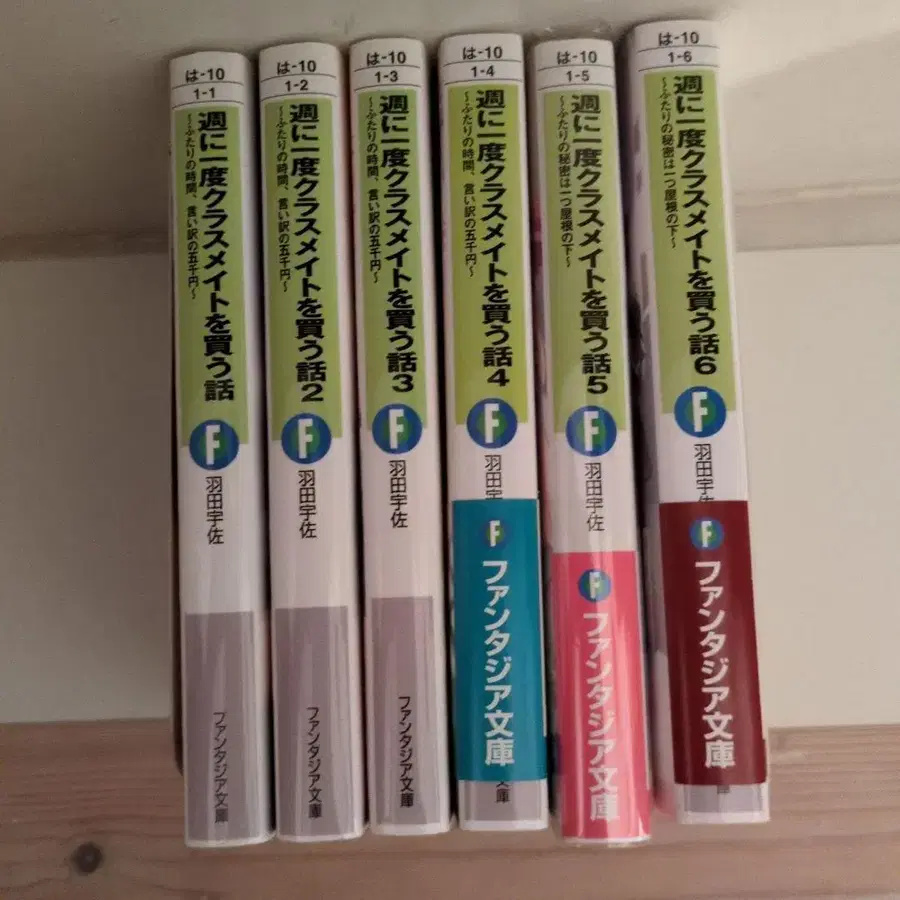 は-10
1-1
週に一度クラスメイトを買う話
～ふたりの時間、言い訳の五千円～
F
羽田宇佐
ファンタジア文庫
は-10
1-2
週に一度クラスメイトを買う話2
～ふたりの時間、言い訳の五千円～
F
羽田宇佐
ファンタジア文庫
は-10
1-3
週に一度クラスメイトを買う話3
～ふたりの時間、言い訳の五千円～
F
羽田宇佐
ファンタジア文庫
は-10
1-4
週に一度クラスメイトを買う話4
～ふたりの時間、言い訳の五千円～
F
羽田宇
F
ファンタジア文庫
庫
は-10
1-5
週に一度クラスメイトを買う話5
～ふたりの秘密は一つ屋根の下～
F
羽田宇佐
F
ファンタジア文庫
は-10
1-6
週に一度クラスメイトを買う話6
～ふたりの秘密は一つ屋根の下～
F
羽田宇佐
F
ファンタジア文庫